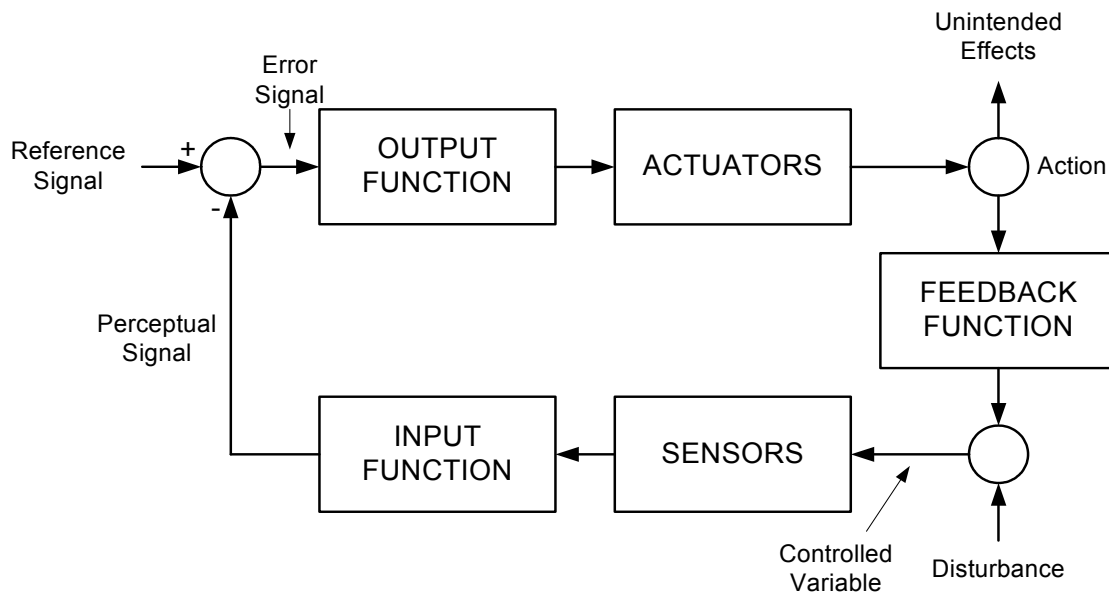 Unintended
Effects
Error
Signal
Reference
Signal
+
-
OUTPUT
FUNCTION
ACTUATORS
Action
FEEDBACK
FUNCTION
Perceptual
Signal
INPUT
FUNCTION
SENSORS
Controlled
Variable
Disturbance